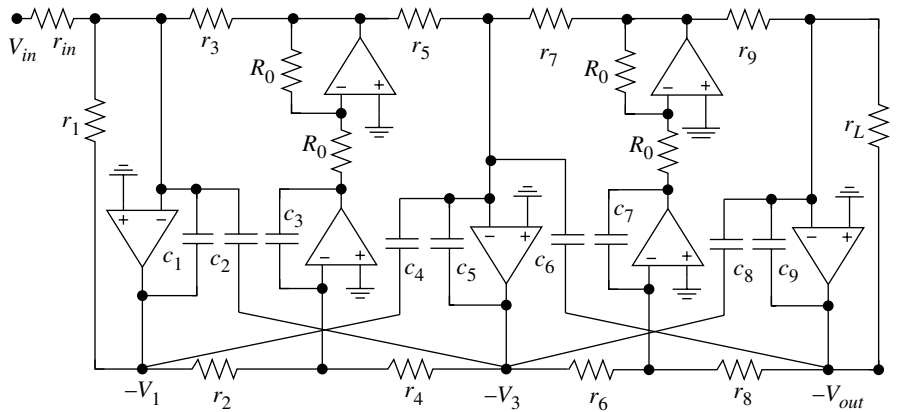 V_in r_in r_3 r_5 r_7 r_9
R_0 - + R_0 - +
r_1 r_L
R_0 R_0
+ - c_1 c_2 c_3 - + c_4 c_5 - + c_6 c_7 - + c_8 c_9 - +
-V_1 r_2 r_4 -V_3 r_6 r_8 -V_out